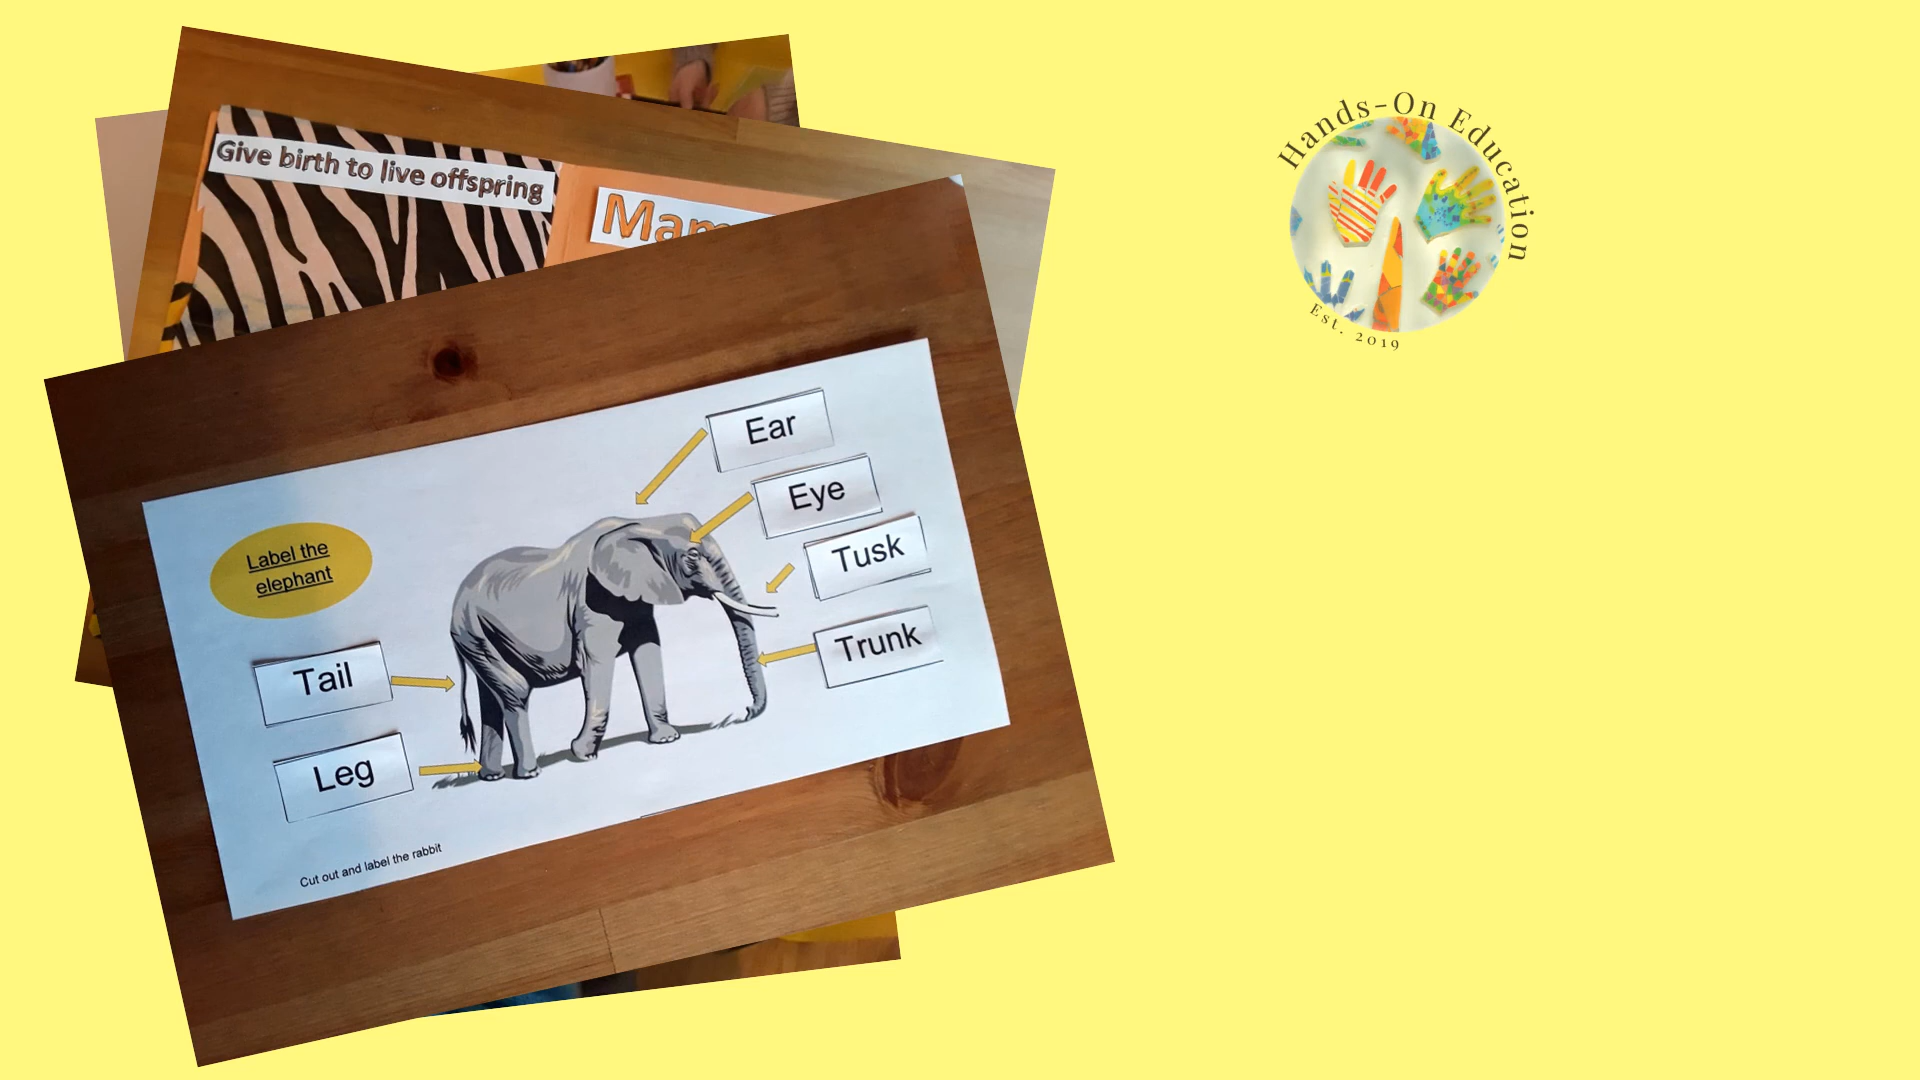 Give birth to live offspring
Mam
Label the
elephant
Ear
Eye
Tusk
Trunk
Tail
Leg
Cut out and label the rabbit
Hands-On Education
Est. 2019